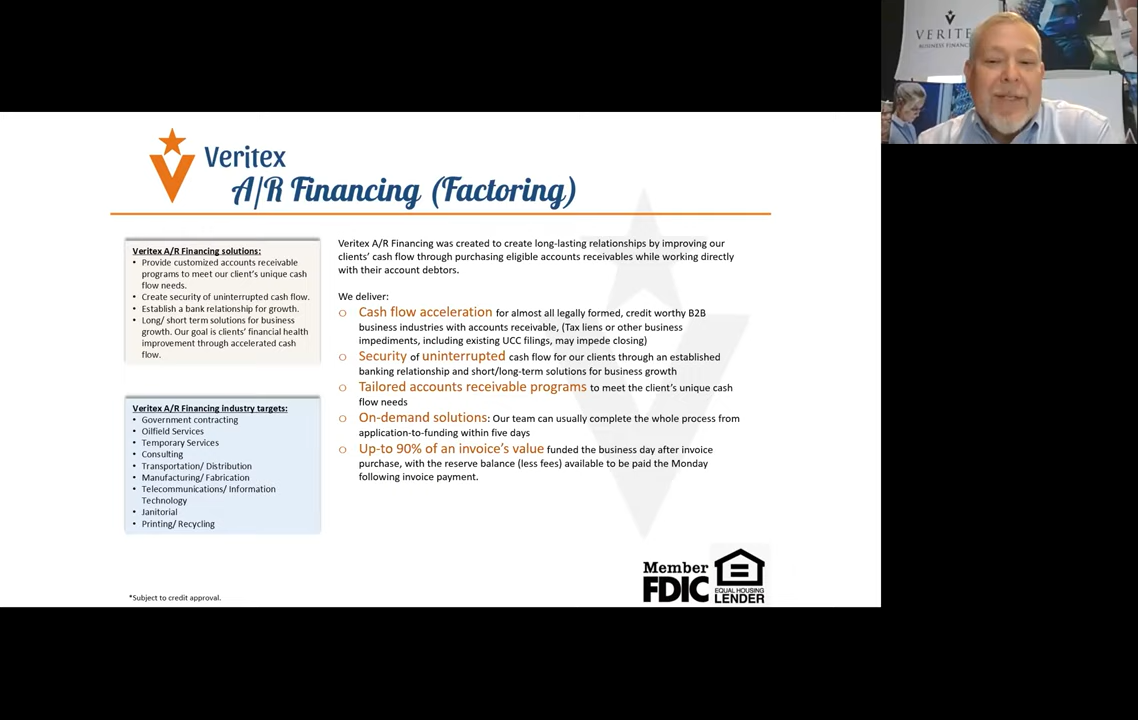 VERITE
BUSINESS FINANC
Veritex
A/R Financing (Factoring)
Veritex A/R Financing solutions:
• Provide customized accounts receivable
programs to meet our client's unique cash
flow needs.
• Create security of uninterrupted cash flow.
• Establish a bank relationship for growth.
• Long/ short term solutions for business
growth. Our goal is clients' financial health
improvement through accelerated cash
flow.
Veritex A/R Financing industry targets:
• Government contracting
• Oilfield Services
• Temporary Services
• Consulting
• Transportation/ Distribution
• Manufacturing/ Fabrication
• Telecommunications/ Information
Technology
• Janitorial
• Printing/ Recycling
Veritex A/R Financing was created to create long-lasting relationships by improving our
clients' cash flow through purchasing eligible accounts receivables while working directly
with their account debtors.
We deliver:
o Cash flow acceleration for almost all legally formed, credit worthy B2B
business industries with accounts receivable, (Tax liens or other business
impediments, including existing UCC filings, may impede closing)
o Security of uninterrupted cash flow for our clients through an established
banking relationship and short/long-term solutions for business growth
o Tailored accounts receivable programs to meet the client's unique cash
flow needs
o On-demand solutions: Our team can usually complete the whole process from
application-to-funding within five days
o Up-to 90% of an invoice's value funded the business day after invoice
purchase, with the reserve balance (less fees) available to be paid the Monday
following invoice payment.
Member
FDIC
EQUAL HOUSING
LENDER
*Subject to credit approval.